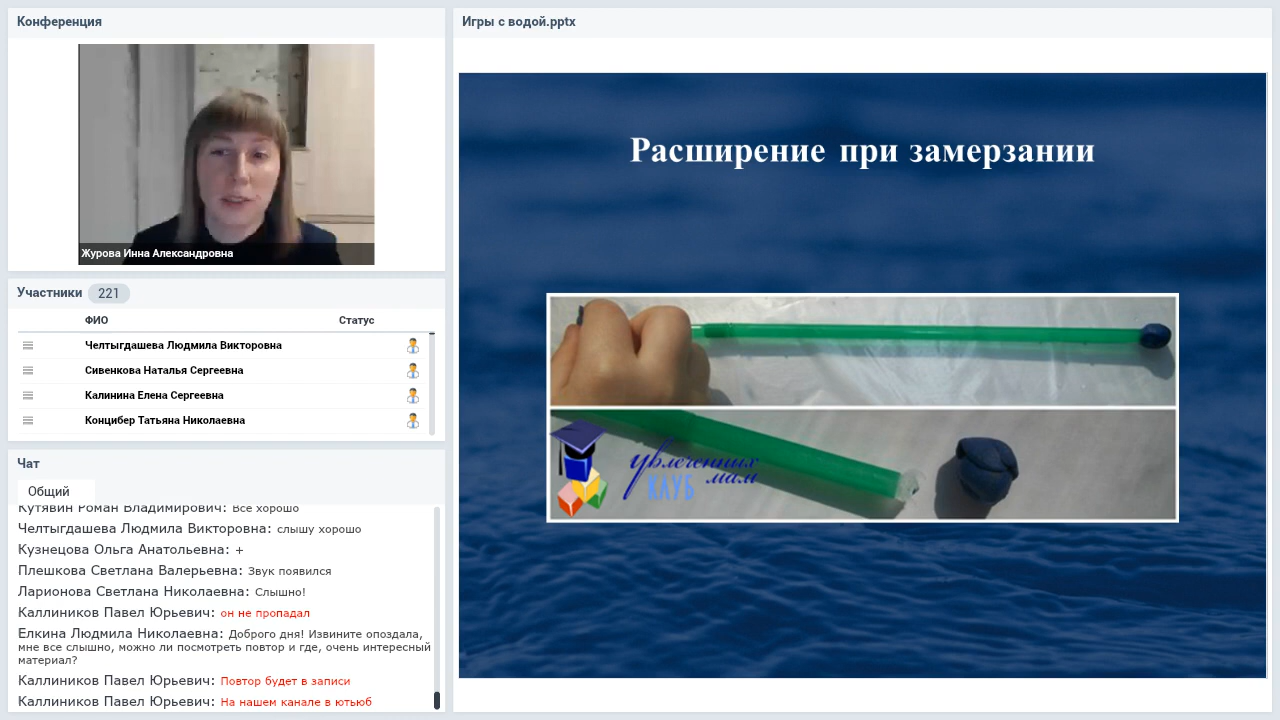 Конференция
Журова Инна Александровна
Участники 221
ФИО Статус
Челтыгдашева Людмила Викторовна
Сивенкова Наталья Сергеевна
Калинина Елена Сергеевна
Концибер Татьяна Николаевна
Чат
Общий
Кутявин Роман Владимирович: Все хорошо
Челтыгдашева Людмила Викторовна: слышу хорошо
Кузнецова Ольга Анатольевна: +
Плешкова Светлана Валерьевна: Звук появился
Ларионова Светлана Николаевна: Слышно!
Каллиников Павел Юрьевич: он не пропадал
Елкина Людмила Николаевна: Доброго дня! Извините опоздала,
мне все слышно, можно ли посмотреть повтор и где, очень интересный
материал?
Каллиников Павел Юрьевич: Повтор будет в записи
Каллиников Павел Юрьевич: На нашем канале в ютьюб
Игры с водой.pptx
Расширение при замерзании
увлеченных
мам
КЛУБ